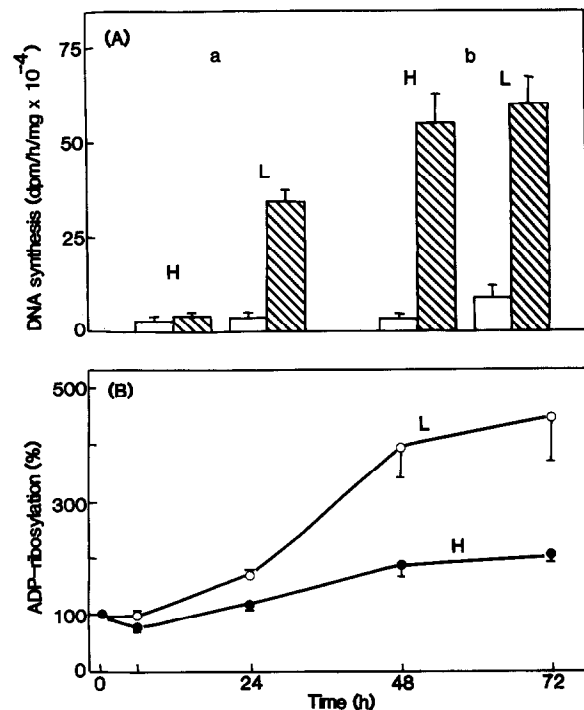 (A)
75
50
25
0
DNA synthesis (dpm/h/mg x 10⁻⁴)
a
b
H
L
H
L
(B)
500
300
100
0
ADP-ribosylation (%)
L
H
0
24
48
72
Time (h)